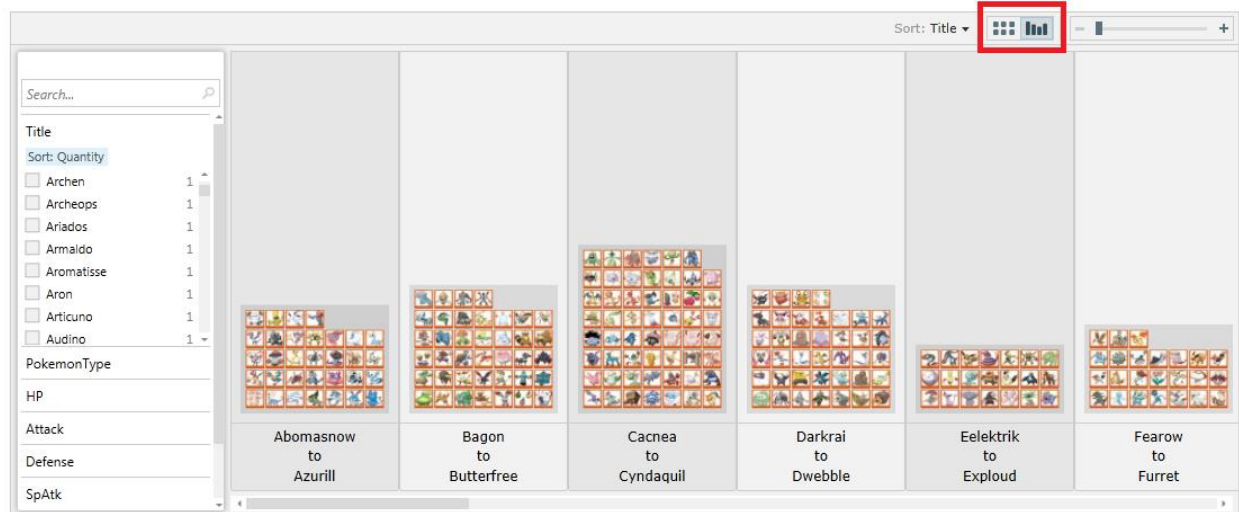 Sort: Title
Search...
Title
Sort: Quantity
Archen 1
Archeops 1
Ariados 1
Armaldo 1
Aromatisse 1
Aron 1
Articuno 1
Audino 1
PokemonType
HP
Attack
Defense
SpAtk
Abomasnow
to
Azurill
Bagon
to
Butterfree
Cacnea
to
Cyndaquil
Darkrai
to
Dwebble
Eelektrik
to
Exploud
Fearow
to
Furret